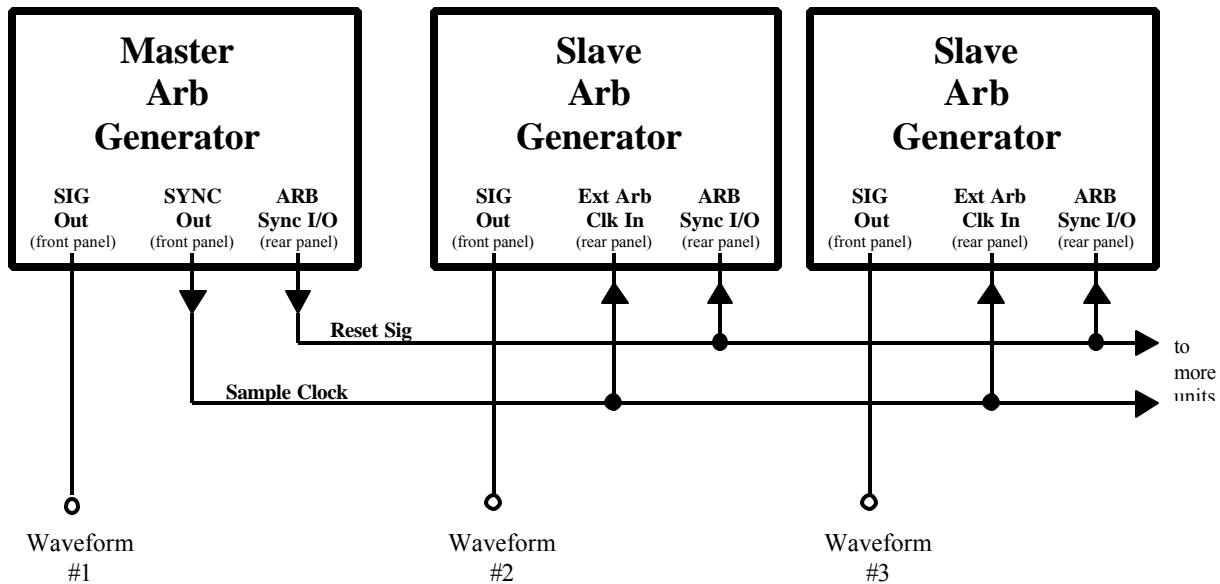 Master
Arb
Generator
SIG
Out
(front panel)
SYNC
Out
(front panel)
ARB
Sync I/O
(rear panel)
Slave
Arb
Generator
SIG
Out
(front panel)
Ext Arb
Clk In
(rear panel)
ARB
Sync I/O
(rear panel)
Slave
Arb
Generator
SIG
Out
(front panel)
Ext Arb
Clk In
(rear panel)
ARB
Sync I/O
(rear panel)
Reset Sig
Sample Clock
to
more
units
Waveform
#1
Waveform
#2
Waveform
#3